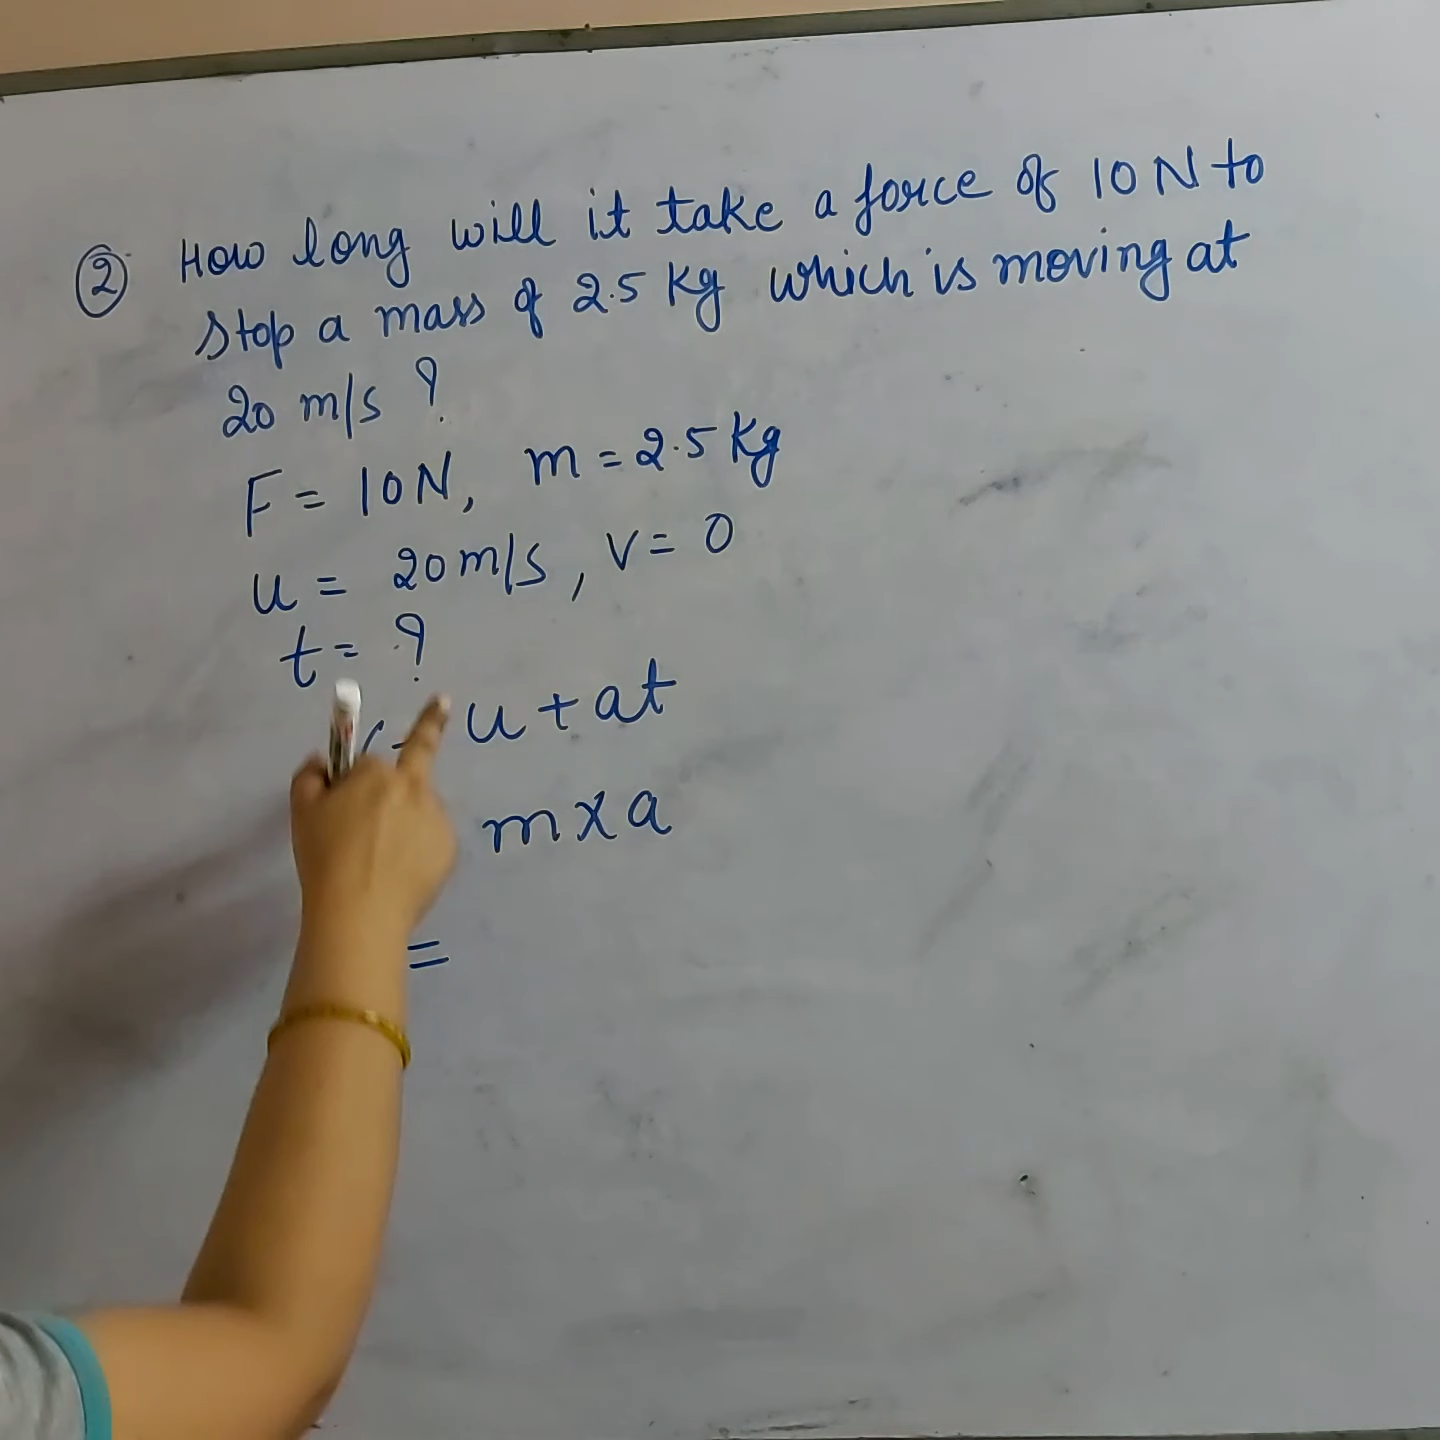 ② How long will it take a force of 10 N to
stop a mass of 2.5 kg which is moving at
20 m/s ?
F = 10N, m = 2.5 kg
u = 20 m/s, v = 0
t = ?
u + at
m x a
=